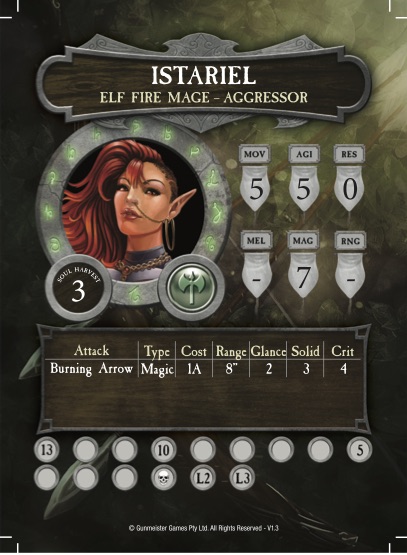 ISTARIEL
ELF FIRE MAGE – AGGRESSOR
MOV AGI RES
5 5 0
MEL MAG RNG
- 7 -
SOUL HARVEST
3
Attack Type Cost Range Glance Solid Crit
Burning Arrow Magic 1A 8" 2 3 4
13 10 5
L2 L3
© Gunmeister Games Pty Ltd. All Rights Reserved - V1.3